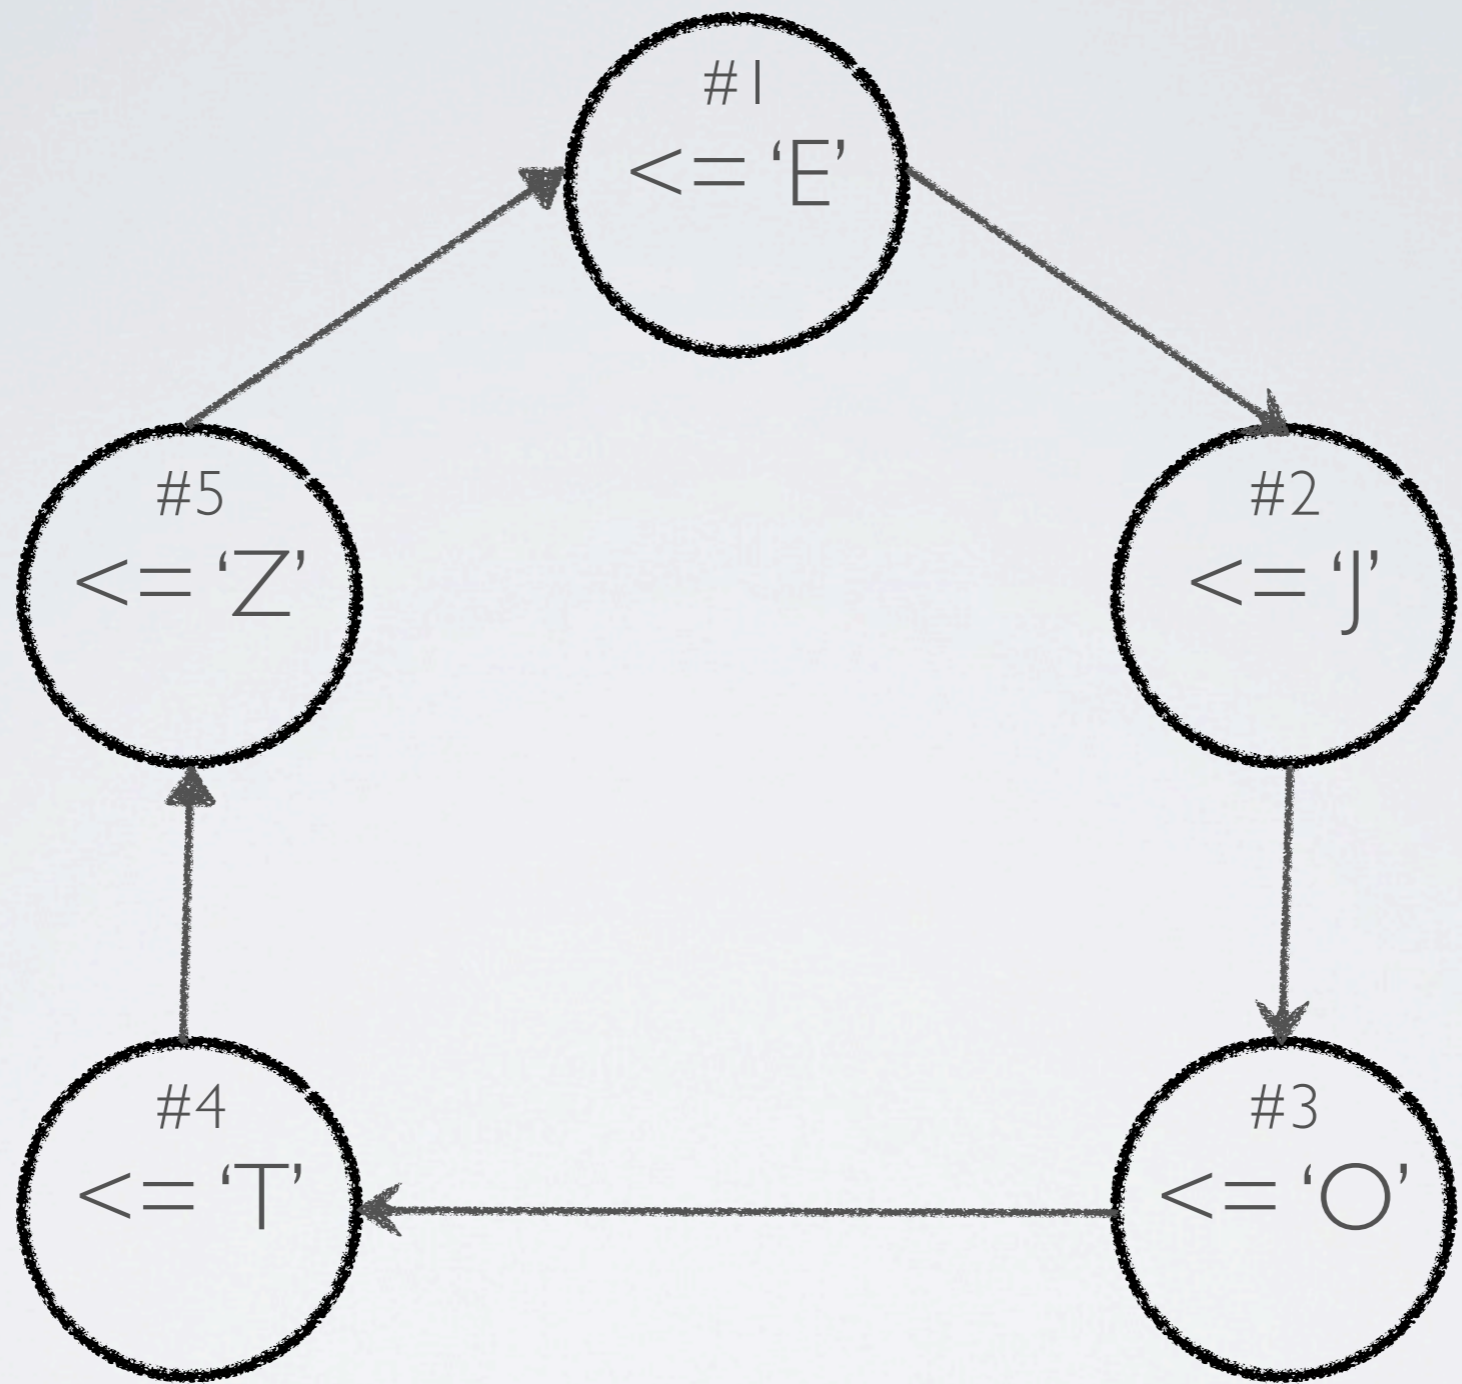 #1
<= ‘E’
#5
<= ‘Z’
#2
<= ‘J’
#4
<= ‘T’
#3
<= ‘O’